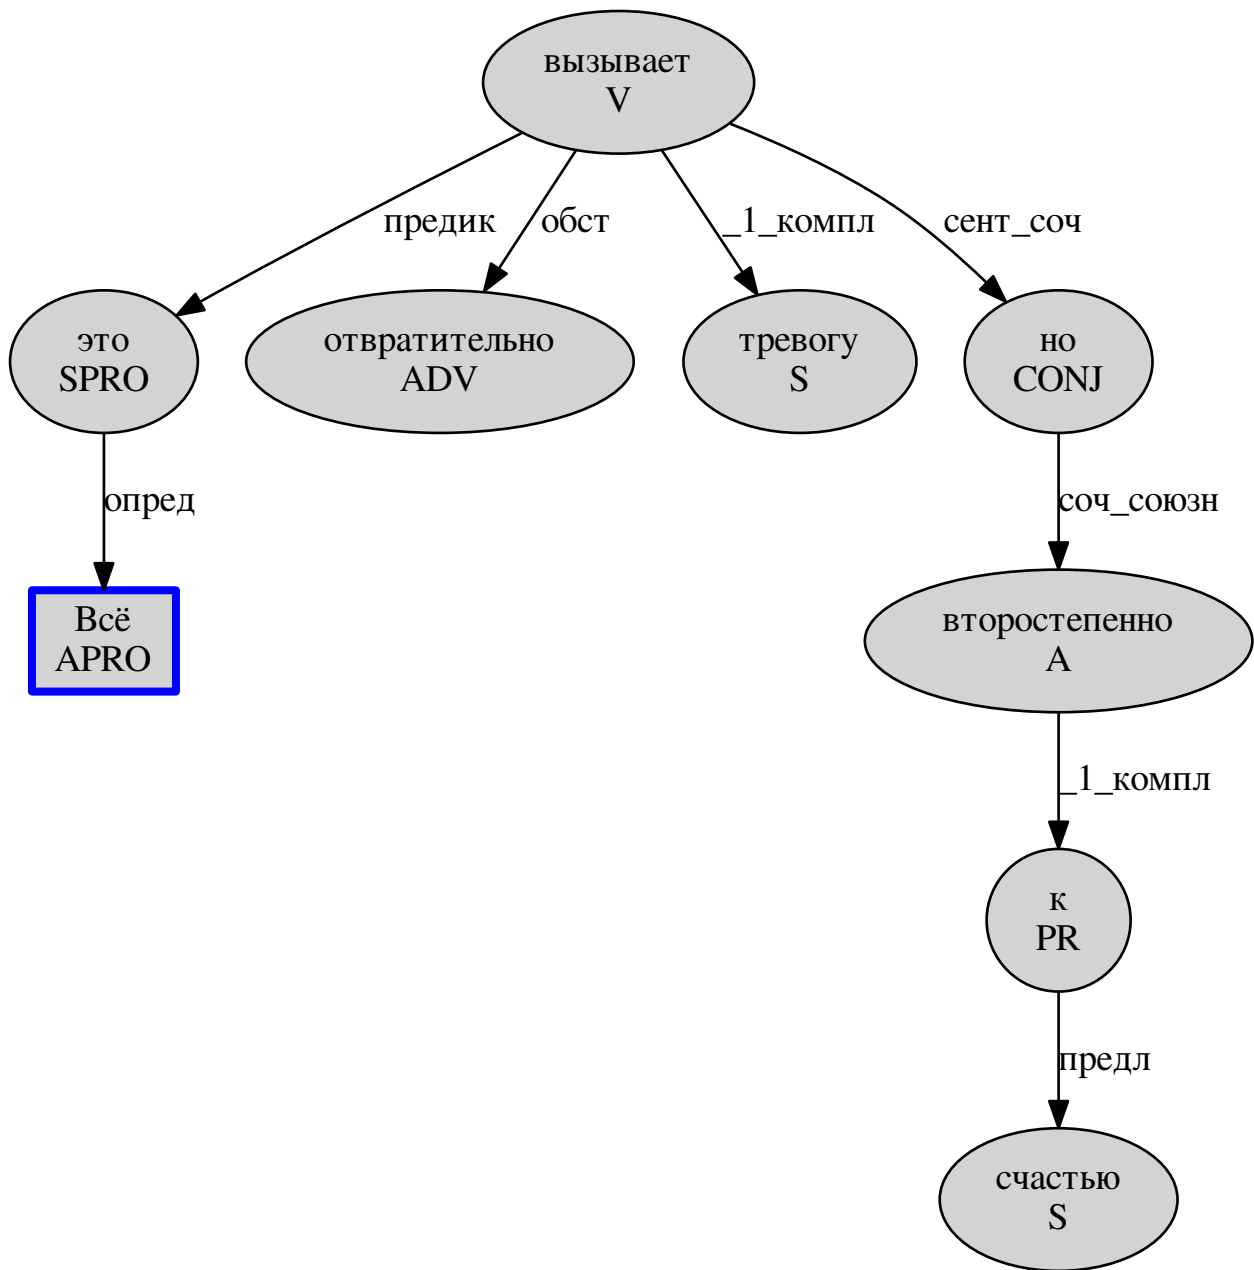 вызывает
V
предик
обст
_1_компл
сент_соч
это
SPRO
отвратительно
ADV
тревогу
S
но
CONJ
опред
соч_союзн
Всё
APRO
второстепенно
A
_1_компл
к
PR
предл
счастью
S